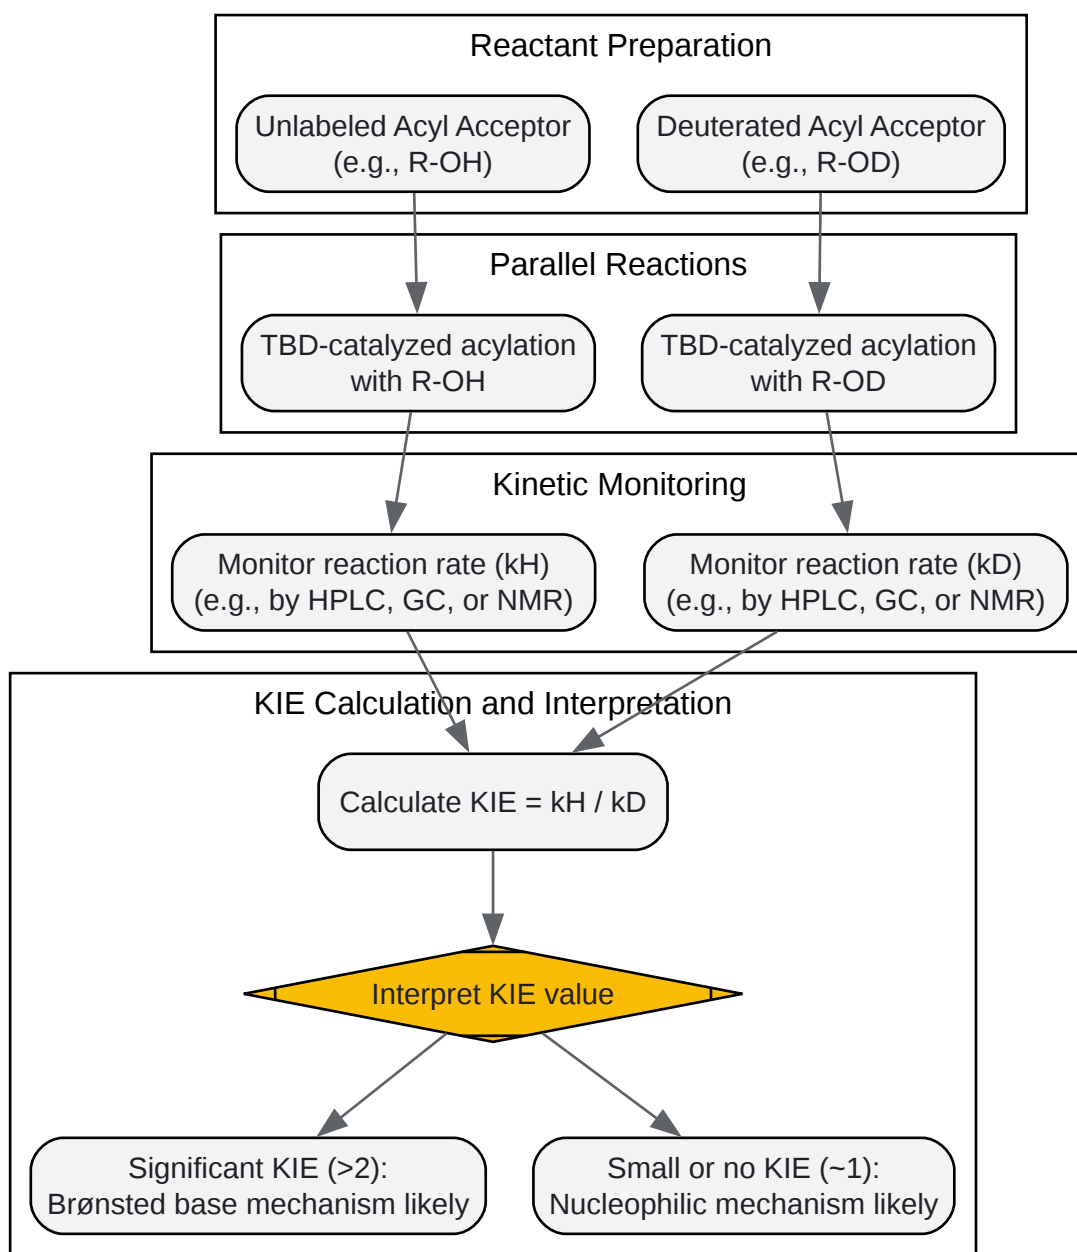 Reactant Preparation
Unlabeled Acyl Acceptor
(e.g., R-OH)
Deuterated Acyl Acceptor
(e.g., R-OD)
Parallel Reactions
TBD-catalyzed acylation
with R-OH
TBD-catalyzed acylation
with R-OD
Kinetic Monitoring
Monitor reaction rate (kH)
(e.g., by HPLC, GC, or NMR)
Monitor reaction rate (kD)
(e.g., by HPLC, GC, or NMR)
KIE Calculation and Interpretation
Calculate KIE = kH / kD
Interpret KIE value
Significant KIE (>2):
Brønsted base mechanism likely
Small or no KIE (~1):
Nucleophilic mechanism likely